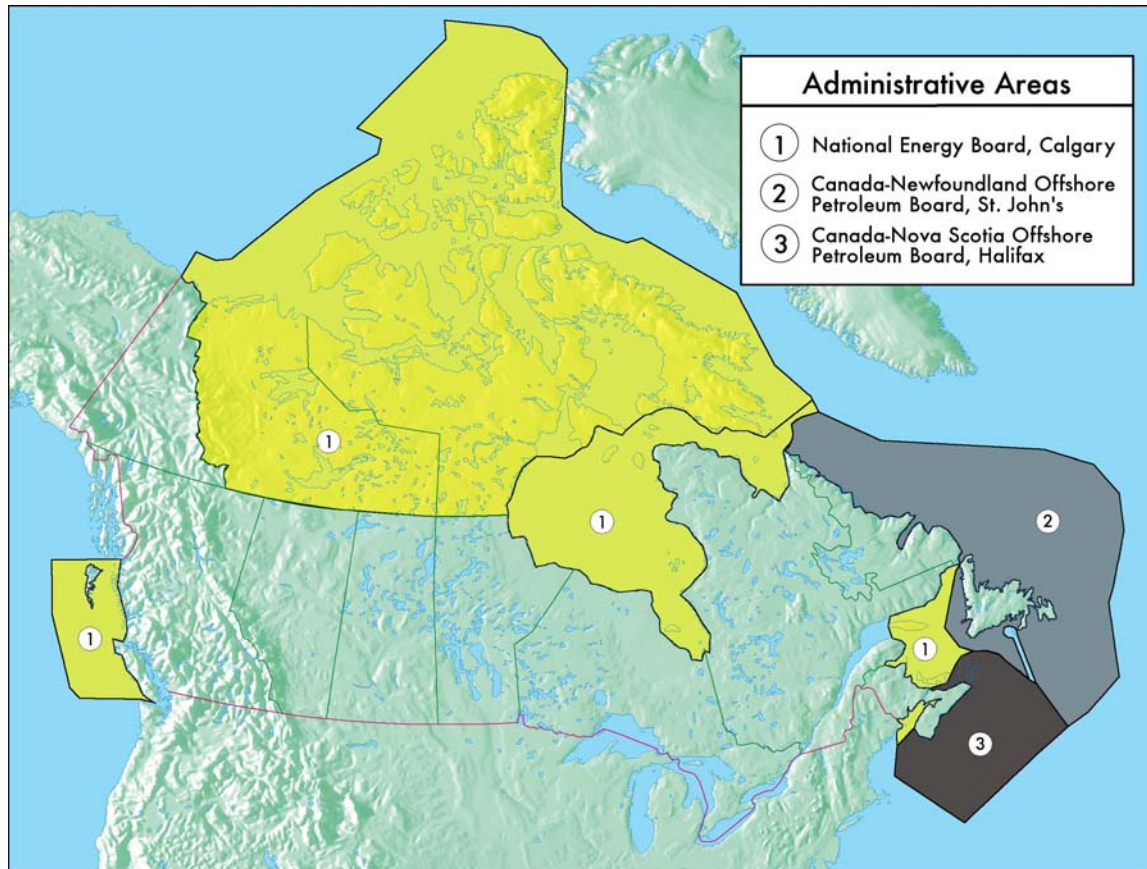 Administrative Areas
1 National Energy Board, Calgary
2 Canada-Newfoundland Offshore
Petroleum Board, St. John's
3 Canada-Nova Scotia Offshore
Petroleum Board, Halifax
1
1
2
1
1
3